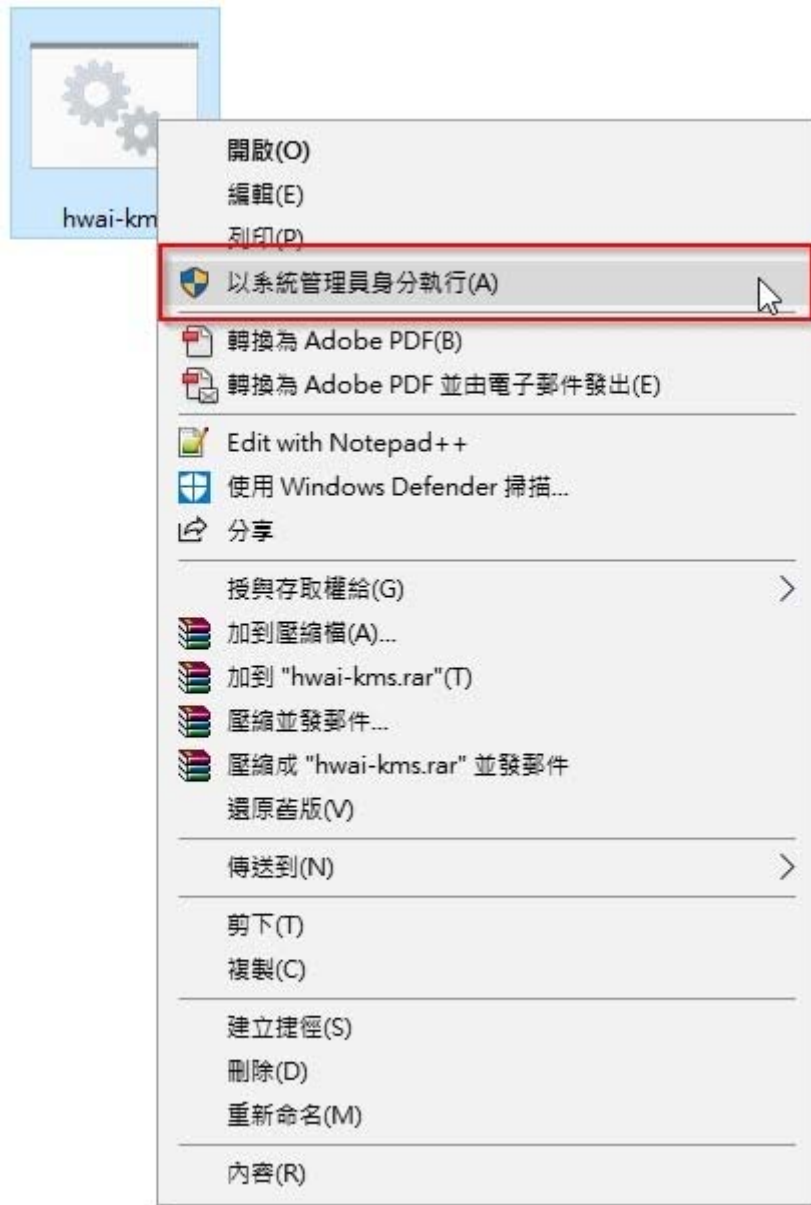 hwai-km
開啟(O)
編輯(E)
列印(P)
以系統管理員身分執行(A)
轉換為 Adobe PDF(B)
轉換為 Adobe PDF 並由電子郵件發出(E)
Edit with Notepad++
使用 Windows Defender 掃描...
分享
授與存取權給(G)
加到壓縮檔(A)...
加到 "hwai-kms.rar"(T)
壓縮並發郵件...
壓縮成 "hwai-kms.rar" 並發郵件
還原舊版(V)
傳送到(N)
剪下(T)
複製(C)
建立捷徑(S)
刪除(D)
重新命名(M)
內容(R)